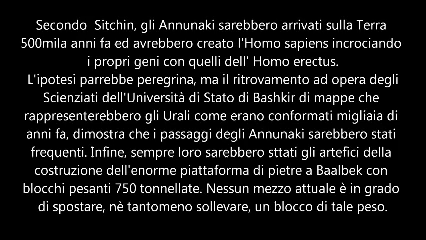 Secondo Sitchin, gli Annunaki sarebbero arrivati sulla Terra
500mila anni fa ed avrebbero creato l'Homo sapiens incrociando
i propri geni con quelli dell' Homo erectus.
L'ipotesi parrebbe peregrina, ma il ritrovamento ad opera degli
Scienziati dell'Università di Stato di Bashkir di mappe che
rappresenterebbero gli Urali come erano conformati migliaia di
anni fa, dimostra che i passaggi degli Annunaki sarebbero stati
frequenti. Infine, sempre loro sarebbero sttati gli artefici della
costruzione dell'enorme piattaforma di pietre a Baalbek con
blocchi pesanti 750 tonnellate. Nessun mezzo attuale è in grado
di spostare, nè tantomeno sollevare, un blocco di tale peso.